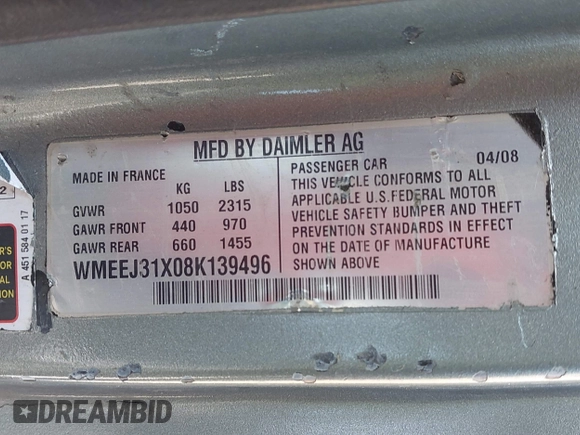 MFD BY DAIMLER AG
MADE IN FRANCE
KG LBS
GVWR 1050 2315
GAWR FRONT 440 970
GAWR REAR 660 1455
WMEEJ31X08K139496
PASSENGER CAR 04/08
THIS VEHICLE CONFORMS TO ALL
APPLICABLE U.S.FEDERAL MOTOR
VEHICLE SAFETY BUMPER AND THEFT
PREVENTION STANDARDS IN EFFECT
ON THE DATE OF MANUFACTURE
SHOWN ABOVE
2
A 451 584 01 17
DREAMBID